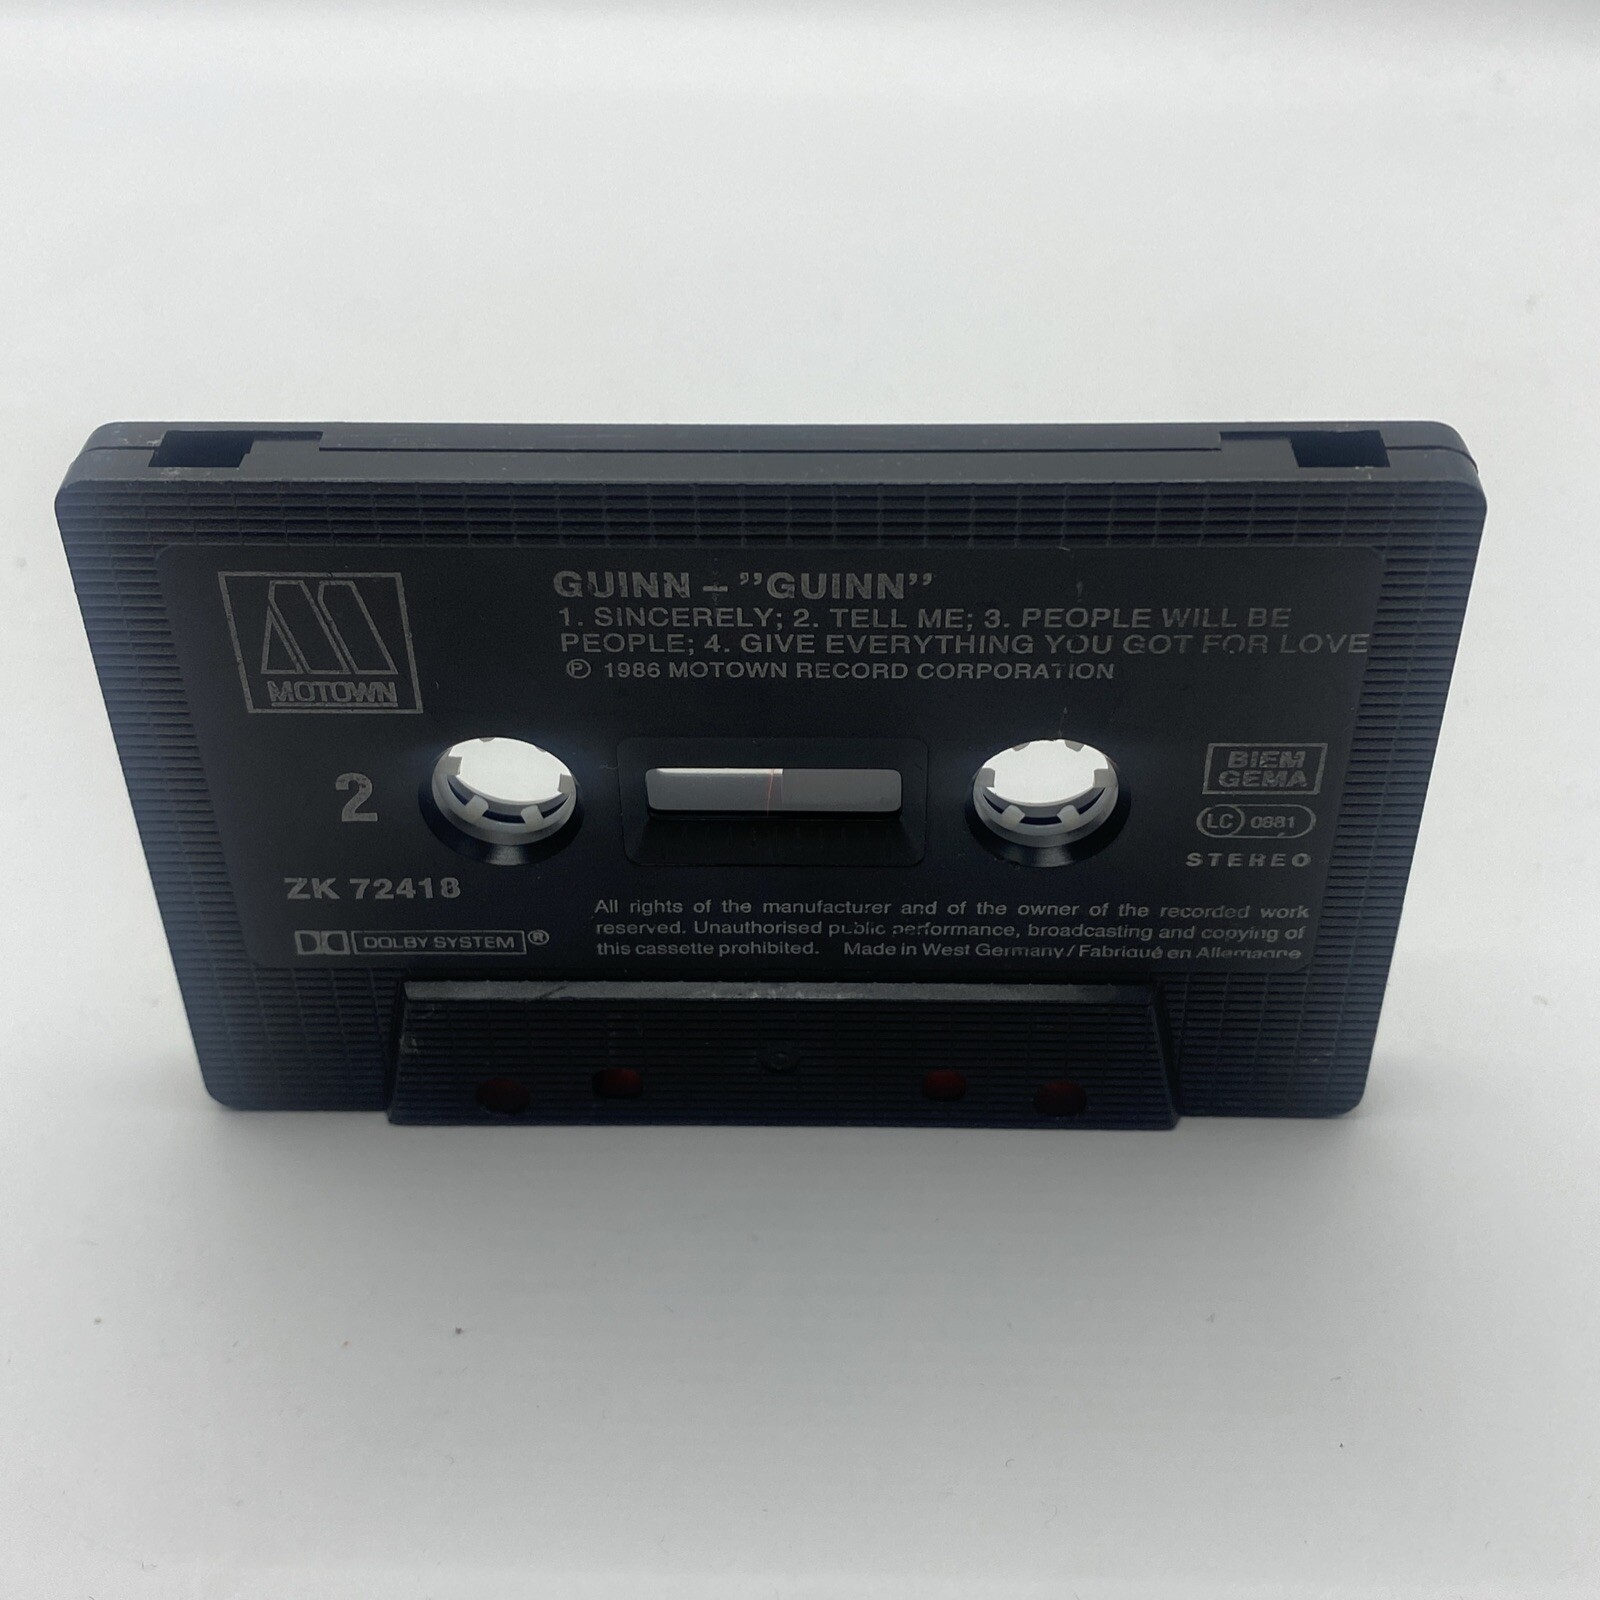 GUINN – "GUINN"
1. SINCERELY; 2. TELL ME; 3. PEOPLE WILL BE
PEOPLE; 4. GIVE EVERYTHING YOU GOT FOR LOVE
℗ 1986 MOTOWN RECORD CORPORATION
MOTOWN
2
BIEM
GEMA
LC 0881
STEREO
ZK 72418
DOLBY SYSTEM ®
All rights of the manufacturer and of the owner of the recorded work
reserved. Unauthorised public performance, broadcasting and copying of
this cassette prohibited. Made in West Germany / Fabriqué en Allemagne